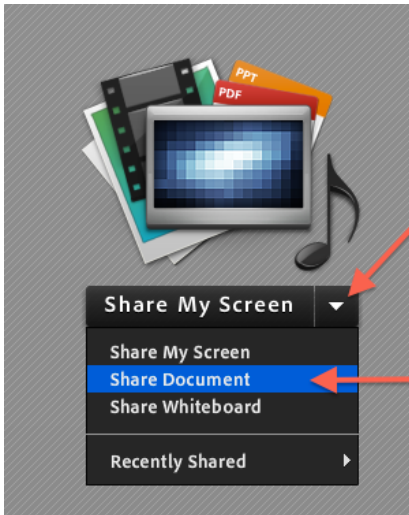 PPT
PDF
Share My Screen
Share My Screen
Share Document
Share Whiteboard
Recently Shared